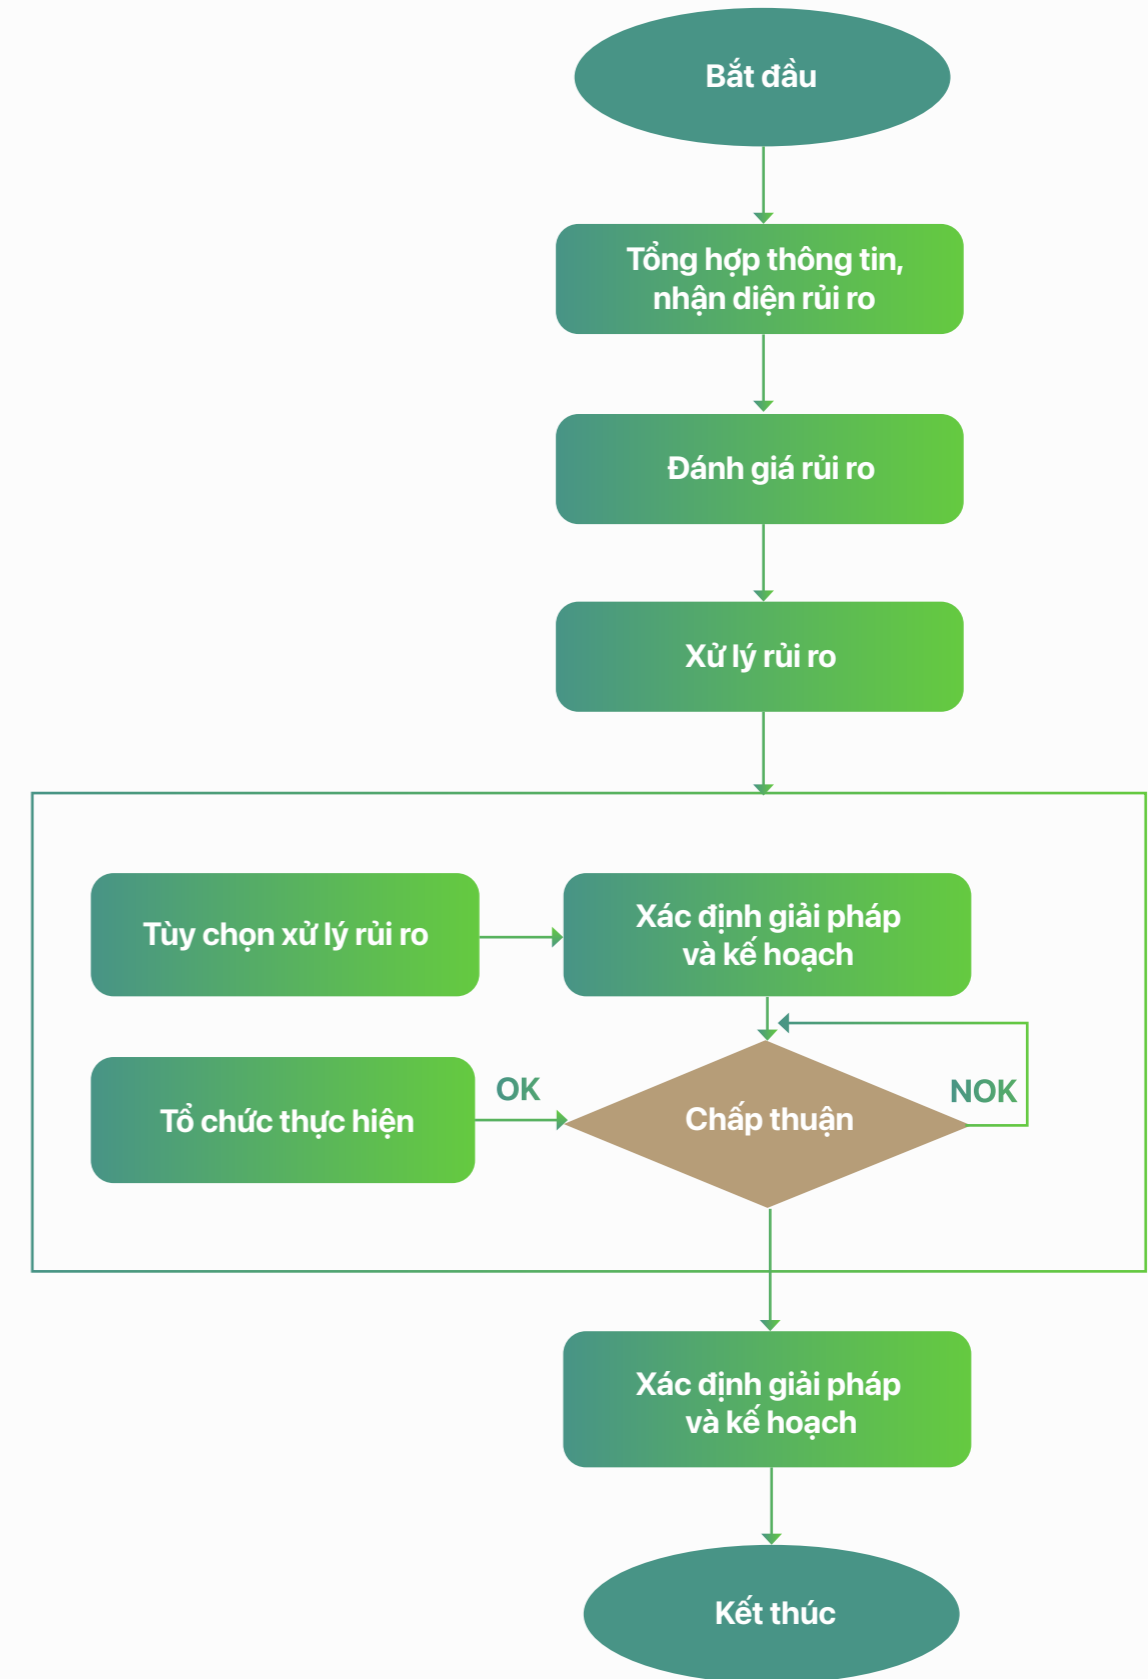 Bắt đầu
Tổng hợp thông tin,
nhận diện rủi ro
Đánh giá rủi ro
Xử lý rủi ro
Tùy chọn xử lý rủi ro
Xác định giải pháp
và kế hoạch
Tổ chức thực hiện
OK
Chấp thuận
NOK
Xác định giải pháp
và kế hoạch
Kết thúc